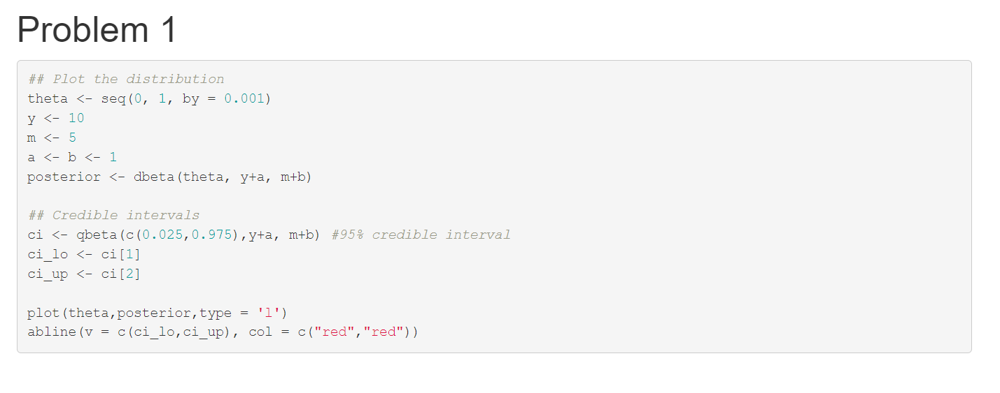 Problem 1
## Plot the distribution
theta <- seq(0, 1, by = 0.001)
y <- 10
m <- 5
a <- b <- 1
posterior <- dbeta(theta, y+a, m+b)
## Credible intervals
ci <- qbeta(c(0.025,0.975),y+a, m+b) #95% credible interval
ci_lo <- ci[1]
ci_up <- ci[2]
plot(theta,posterior,type = 'l')
abline(v = c(ci_lo,ci_up), col = c("red","red"))